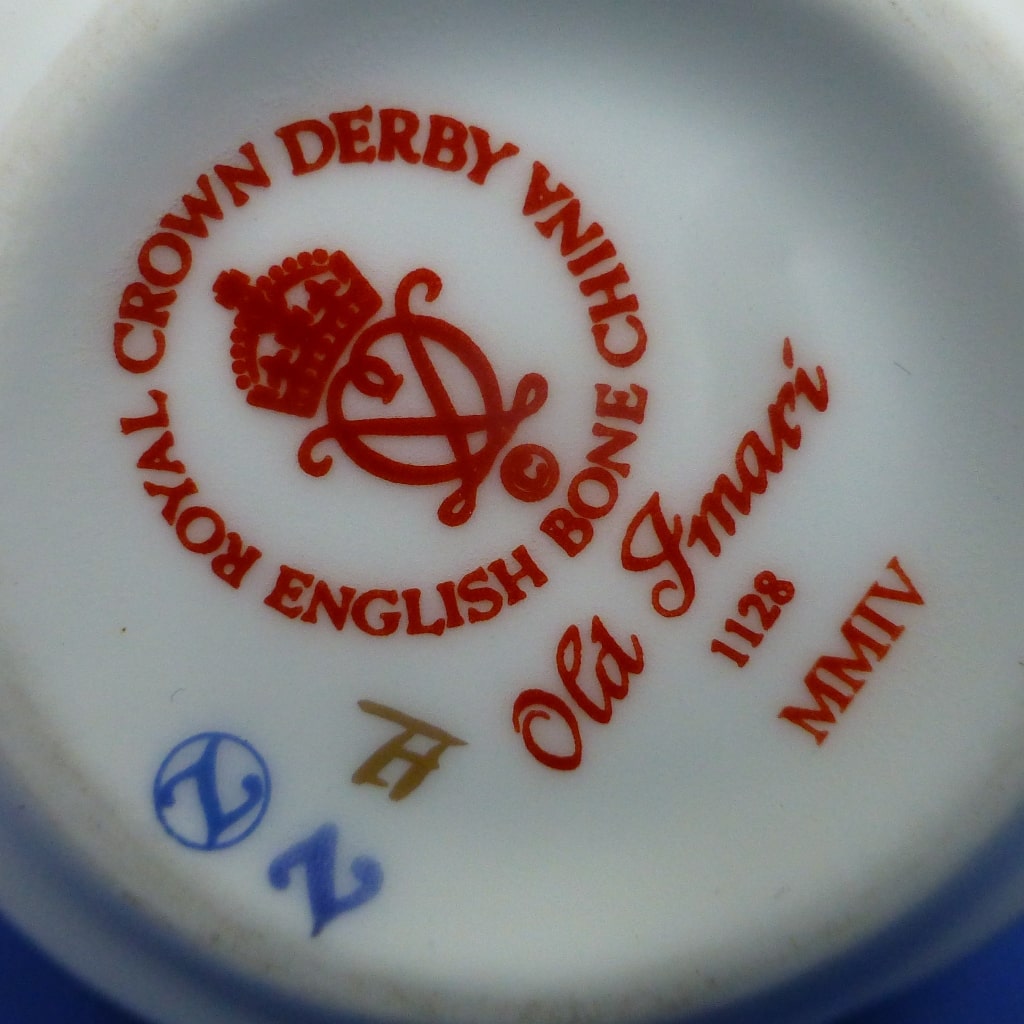 ROYAL CROWN DERBY
ENGLISH BONE CHINA
©
Old Imari
1128
MMIV
Z
Z